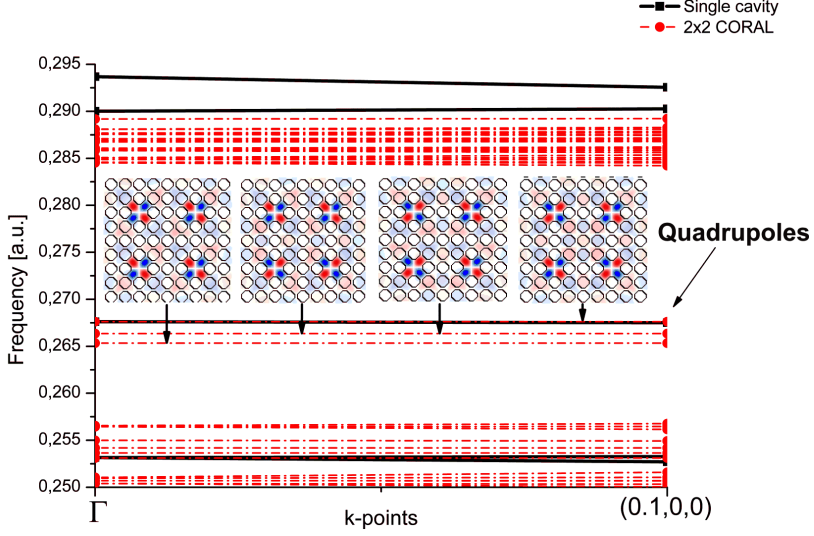 Single cavity
2x2 CORAL
0,295
0,290
0,285
0,280
0,275
0,270
0,265
0,260
0,255
0,250
Frequency [a.u.]
Quadrupoles
Γ
k-points
(0.1,0,0)